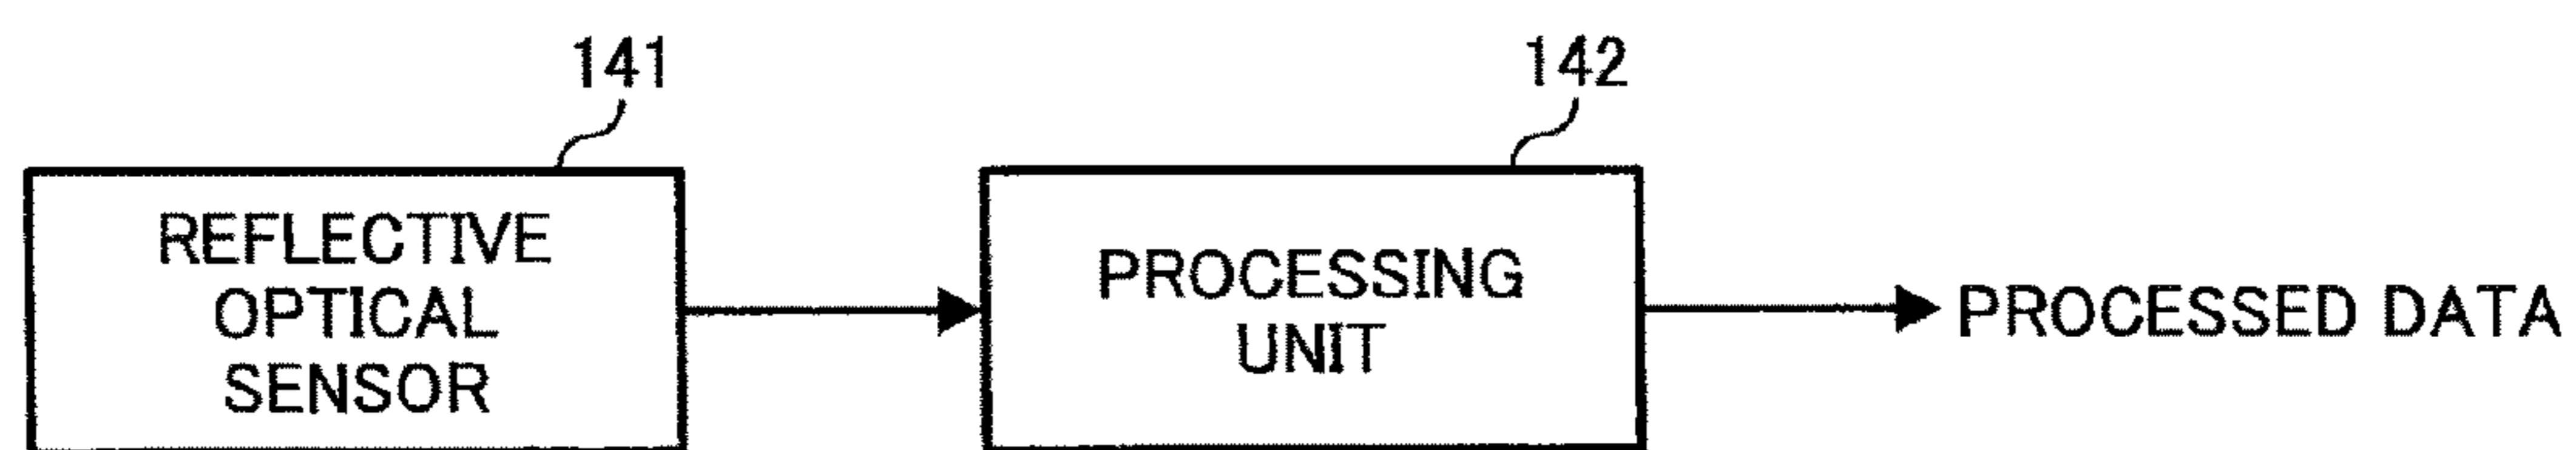 141
142
REFLECTIVE
OPTICAL
SENSOR
PROCESSING
UNIT
PROCESSED DATA